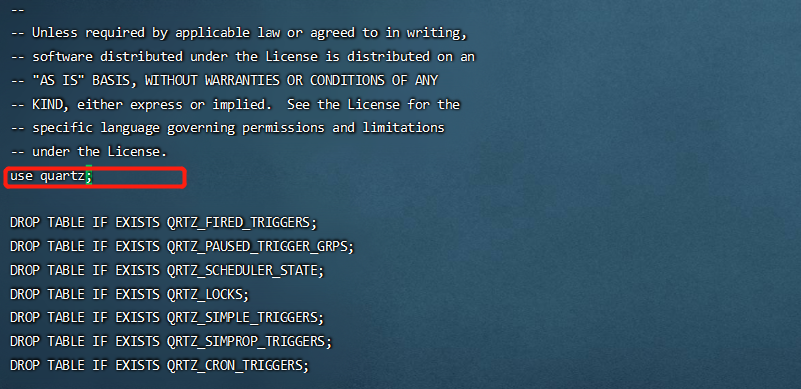 --
-- Unless required by applicable law or agreed to in writing,
-- software distributed under the License is distributed on an
-- "AS IS" BASIS, WITHOUT WARRANTIES OR CONDITIONS OF ANY
-- KIND, either express or implied.  See the License for the
-- specific language governing permissions and limitations
-- under the License.
use quartz;
DROP TABLE IF EXISTS QRTZ_FIRED_TRIGGERS;
DROP TABLE IF EXISTS QRTZ_PAUSED_TRIGGER_GRPS;
DROP TABLE IF EXISTS QRTZ_SCHEDULER_STATE;
DROP TABLE IF EXISTS QRTZ_LOCKS;
DROP TABLE IF EXISTS QRTZ_SIMPLE_TRIGGERS;
DROP TABLE IF EXISTS QRTZ_SIMPROP_TRIGGERS;
DROP TABLE IF EXISTS QRTZ_CRON_TRIGGERS;